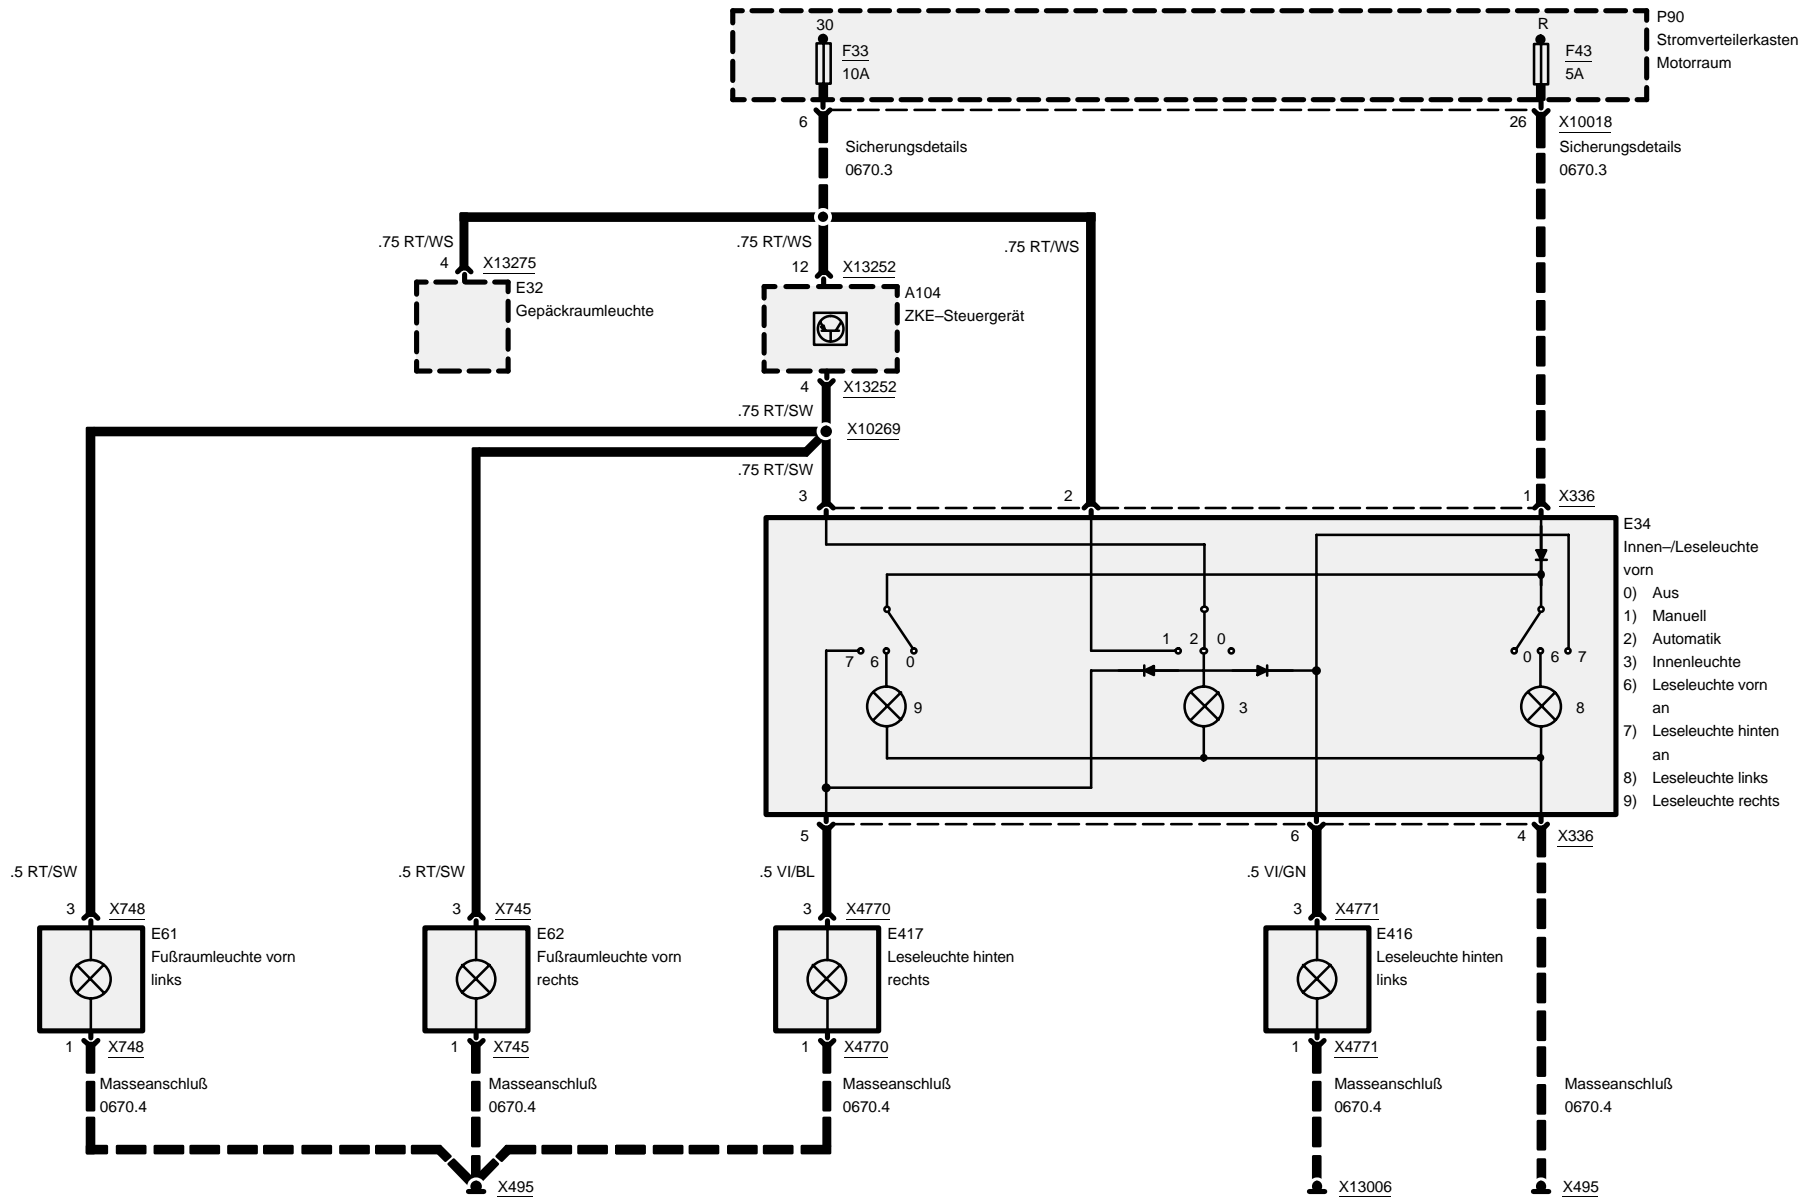 30
R
P90
Stromverteilerkasten
Motorraum
F33
10A
F43
5A
6
26
X10018
Sicherungsdetails
0670.3
Sicherungsdetails
0670.3
.75 RT/WS
.75 RT/WS
.75 RT/WS
4
X13275
12
X13252
E32
Gepäckraumleuchte
A104
ZKE–Steuergerät
4
X13252
.75 RT/SW
X10269
.75 RT/SW
3
2
1
X336
E34
Innen–/Leseleuchte
vorn
0) Aus
1) Manuell
2) Automatik
3) Innenleuchte
6) Leseleuchte vorn
an
7) Leseleuchte hinten
an
8) Leseleuchte links
9) Leseleuchte rechts
7 6 0
1 2 0
0 6 7
9
3
8
5
6
4
X336
.5 RT/SW
.5 RT/SW
.5 VI/BL
.5 VI/GN
3
X748
3
X745
3
X4770
3
X4771
E61
Fußraumleuchte vorn
links
E62
Fußraumleuchte vorn
rechts
E417
Leseleuchte hinten
rechts
E416
Leseleuchte hinten
links
1
X748
1
X745
1
X4770
1
X4771
Masseanschluß
0670.4
Masseanschluß
0670.4
Masseanschluß
0670.4
Masseanschluß
0670.4
Masseanschluß
0670.4
X495
X13006
X495